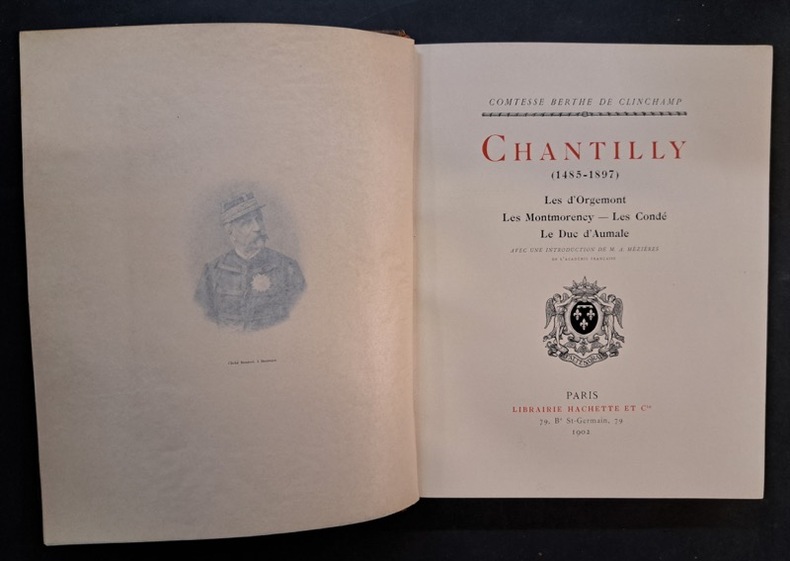 COMTESSE BERTHE DE CLINCHAMP
CHANTILLY
(1485-1897)
Les d'Orgemont
Les Montmorency — Les Condé
Le Duc d'Aumale
AVEC UNE INTRODUCTION DE M. A. MÉZIÈRES
DE L'ACADÉMIE FRANÇAISE
PARIS
LIBRAIRIE HACHETTE ET Cie
79, Bd St-Germain, 79
1902